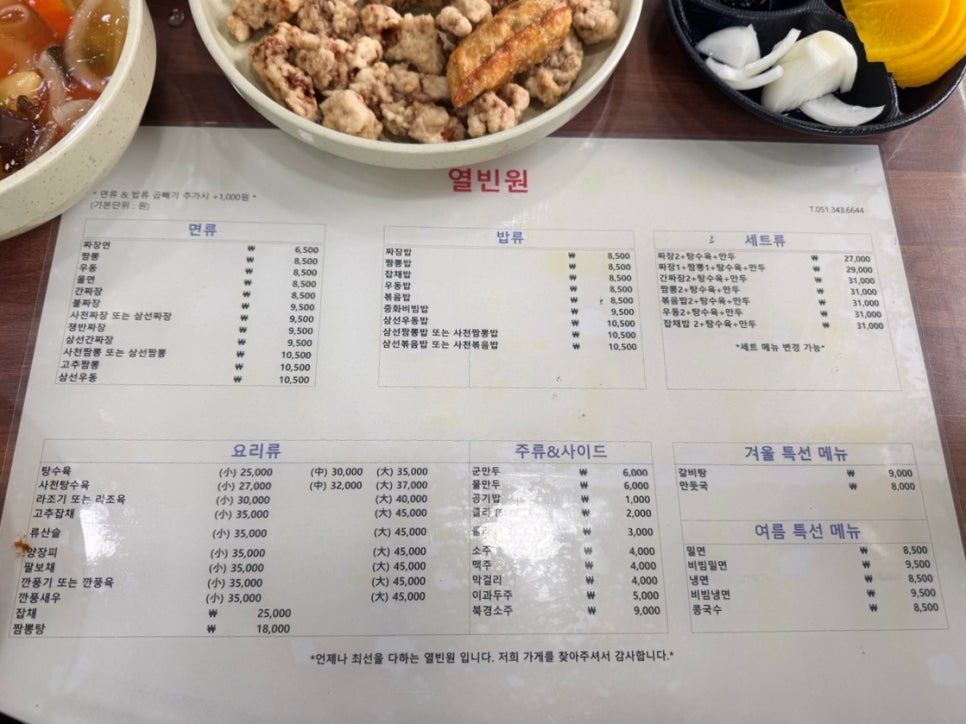 열빈원
* 면류 & 밥류 곱빼기 추가시 +1,000원 *
(기본단위 : 원)
T.051.343.6644
면류
짜장면 ₩ 6,500
짬뽕 ₩ 8,500
우동 ₩ 8,500
울면 ₩ 8,500
간짜장 ₩ 8,500
불짜장 ₩ 9,500
사천짜장 또는 삼선짜장 ₩ 9,500
쟁반짜장 ₩ 9,500
삼선간짜장 ₩ 9,500
사천짬뽕 또는 삼선짬뽕 ₩ 10,500
고추짬뽕 ₩ 10,500
삼선우동 ₩ 10,500
밥류
짜장밥 ₩ 8,500
짬뽕밥 ₩ 8,500
잡채밥 ₩ 8,500
우동밥 ₩ 8,500
볶음밥 ₩ 8,500
중화비빔밥 ₩ 9,500
삼선우동밥 ₩ 10,500
삼선짬뽕밥 또는 사천짬뽕밥 ₩ 10,500
삼선볶음밥 또는 사천볶음밥 ₩ 10,500
세트류
짜장2+탕수육+만두 ₩ 27,000
짜장1+짬뽕1+탕수육+만두 ₩ 29,000
간짜장2+탕수육+만두 ₩ 31,000
짬뽕2+탕수육+만두 ₩ 31,000
볶음밥2+탕수육+만두 ₩ 31,000
우동2+탕수육+만두 ₩ 31,000
잡채밥 2+탕수육+만두 ₩ 31,000
*세트 메뉴 변경 가능*
요리류
탕수육 (小) 25,000 (中) 30,000 (大) 35,000
사천탕수육 (小) 27,000 (中) 32,000 (大) 37,000
라조기 또는 라조육 (小) 30,000 (大) 40,000
고추잡채 (小) 35,000 (大) 45,000
류산슬 (小) 35,000 (大) 45,000
양장피 (小) 35,000 (大) 45,000
팔보채 (小) 35,000 (大) 45,000
깐풍기 또는 깐풍육 (小) 35,000 (大) 45,000
깐풍새우 (小) 35,000 (大) 45,000
잡채 ₩ 25,000
짬뽕탕 ₩ 18,000
주류&사이드
군만두 ₩ 6,000
물만두 ₩ 6,000
공기밥 ₩ 1,000
₩ 2,000
₩ 3,000
소주 ₩ 4,000
맥주 ₩ 4,000
막걸리 ₩ 4,000
이과두주 ₩ 5,000
북경소주 ₩ 9,000
겨울 특선 메뉴
갈비탕 ₩ 9,000
만둣국 ₩ 8,000
여름 특선 메뉴
밀면 ₩ 8,500
비빔밀면 ₩ 9,500
냉면 ₩ 8,500
비빔냉면 ₩ 9,500
콩국수 ₩ 8,500
*언제나 최선을 다하는 열빈원 입니다. 저희 가게를 찾아주셔서 감사합니다.*